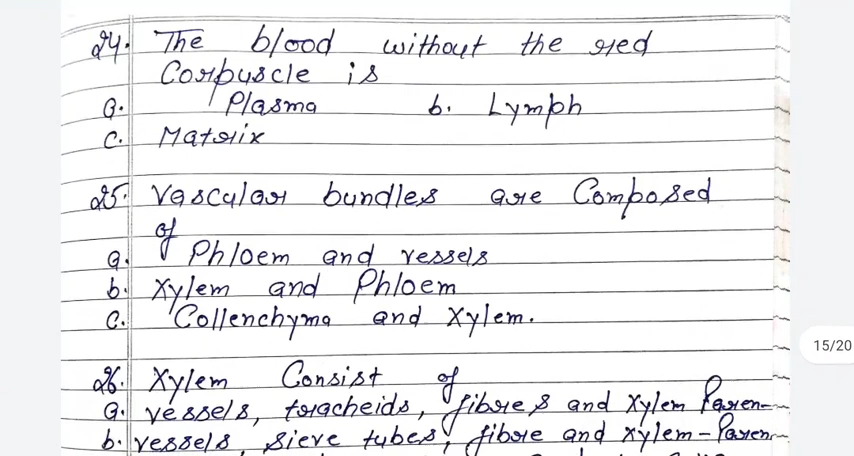 24. The blood without the red
Corpuscle is
a. Plasma b. Lymph
c. Matrix
25. Vascular bundles are Composed
of
a. Phloem and vessels
b. Xylem and Phloem
c. Collenchyma and Xylem.
15/20
26. Xylem Consist of
a. vessels, tracheids, fibres and Xylem Paren-
b. vessels, sieve tubes, fibre and xylem-Paren-